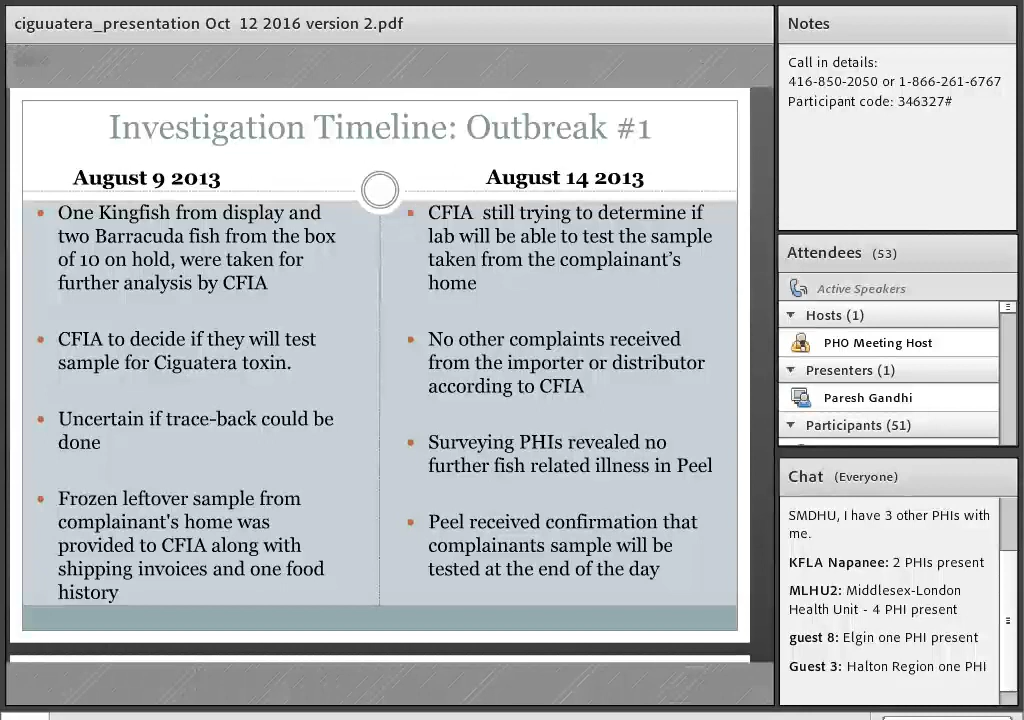 ciguuatera_presentation Oct  12 2016 version 2.pdf
Investigation Timeline: Outbreak #1
August 9 2013
One Kingfish from display and
two Barracuda fish from the box
of 10 on hold, were taken for
further analysis by CFIA
CFIA to decide if they will test
sample for Ciguatera toxin.
Uncertain if trace-back could be
done
Frozen leftover sample from
complainant's home was
provided to CFIA along with
shipping invoices and one food
history
August 14 2013
CFIA  still trying to determine if
lab will be able to test the sample
taken from the complainant’s
home
No other complaints received
from the importer or distributor
according to CFIA
Surveying PHIs revealed no
further fish related illness in Peel
Peel received confirmation that
complainants sample will be
tested at the end of the day
Notes
Call in details:
416-850-2050 or 1-866-261-6767
Participant code: 346327#
Attendees (53)
Active Speakers
Hosts (1)
PHO Meeting Host
Presenters (1)
Paresh Gandhi
Participants (51)
Chat (Everyone)
SMDHU, I have 3 other PHIs with
me.
KFLA Napanee: 2 PHIs present
MLHU2: Middlesex-London
Health Unit - 4 PHI present
guest 8: Elgin one PHI present
Guest 3: Halton Region one PHI